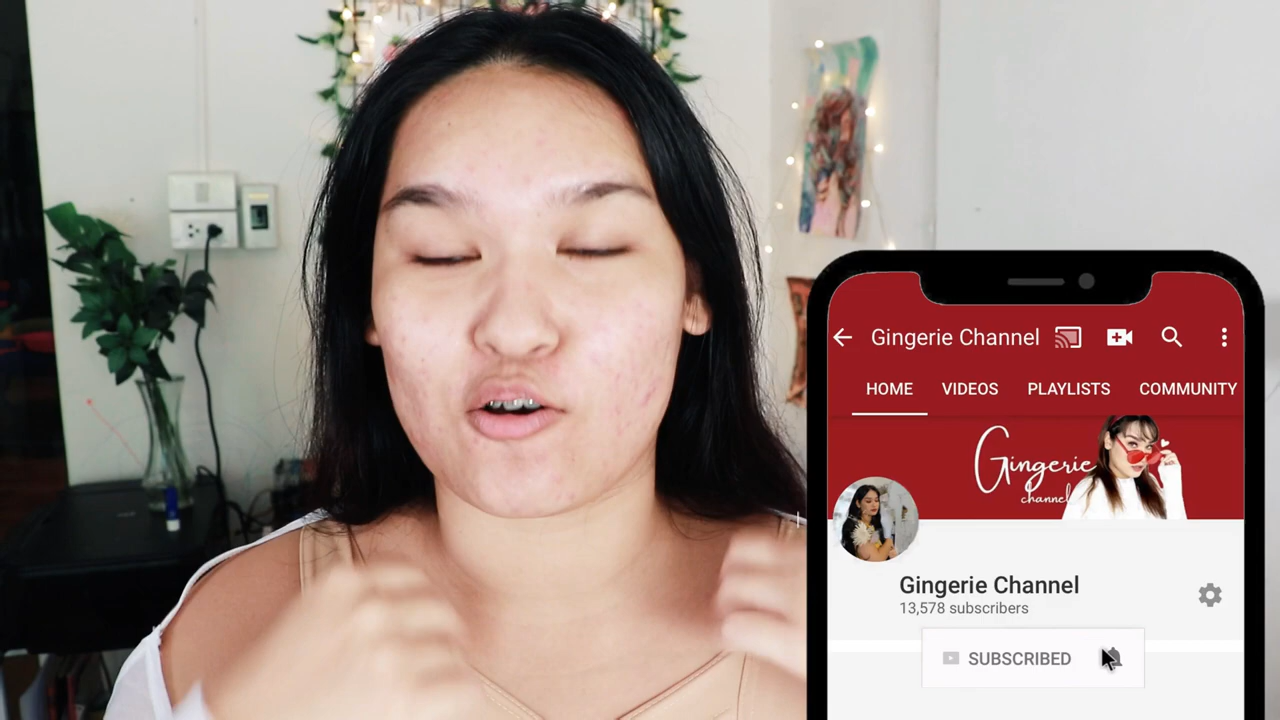 Gingerie Channel
HOME VIDEOS PLAYLISTS COMMUNITY
Gingerie
channel
Gingerie Channel
13,578 subscribers
SUBSCRIBED